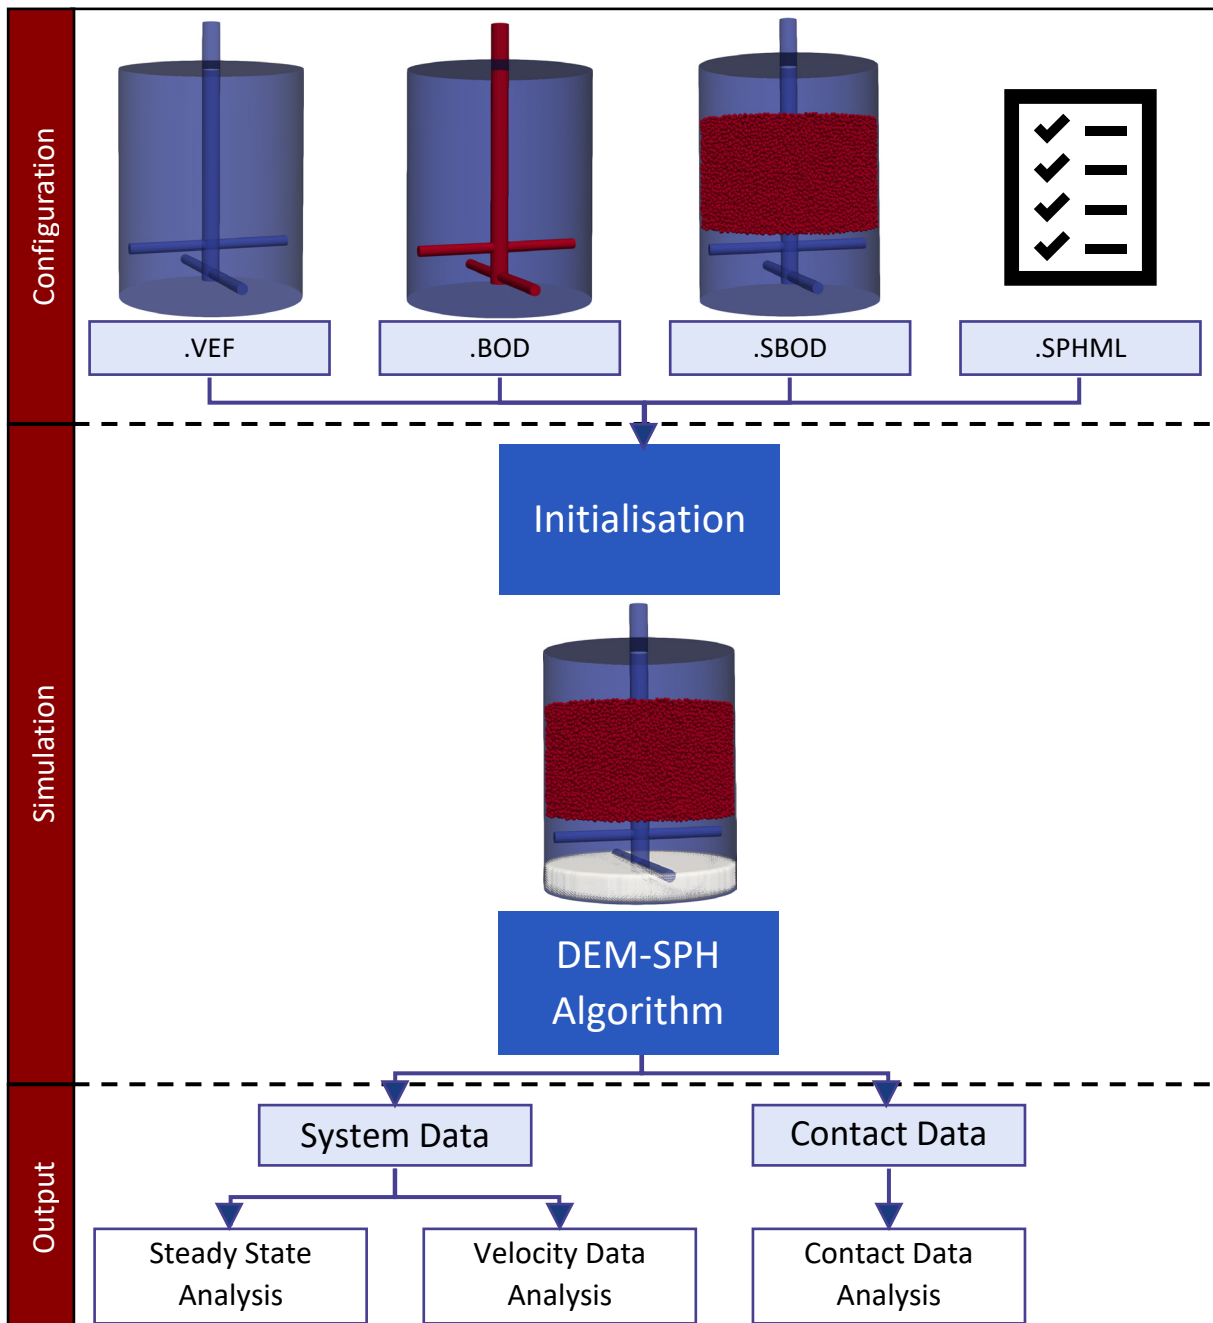 Configuration
.VEF
.BOD
.SBOD
.SPHML
Simulation
Initialisation
DEM-SPH
Algorithm
Output
System Data
Contact Data
Steady State
Analysis
Velocity Data
Analysis
Contact Data
Analysis